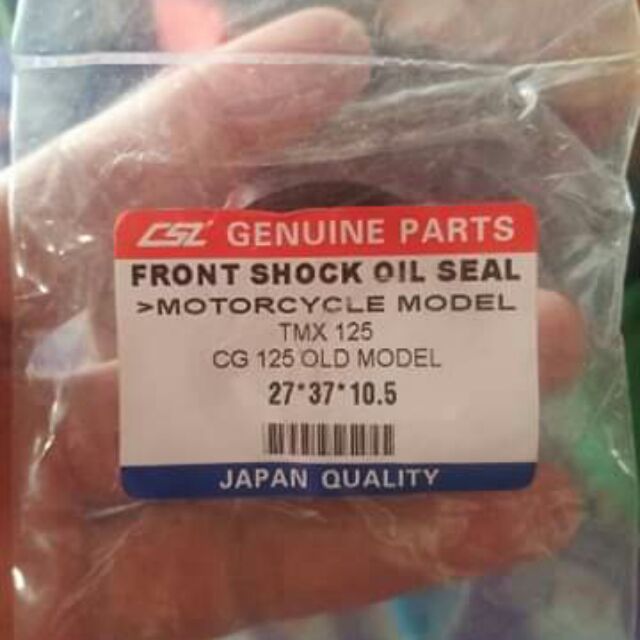 CSZ GENUINE PARTS
FRONT SHOCK OIL SEAL
>MOTORCYCLE MODEL
TMX 125
CG 125 OLD MODEL
27*37*10.5
JAPAN QUALITY